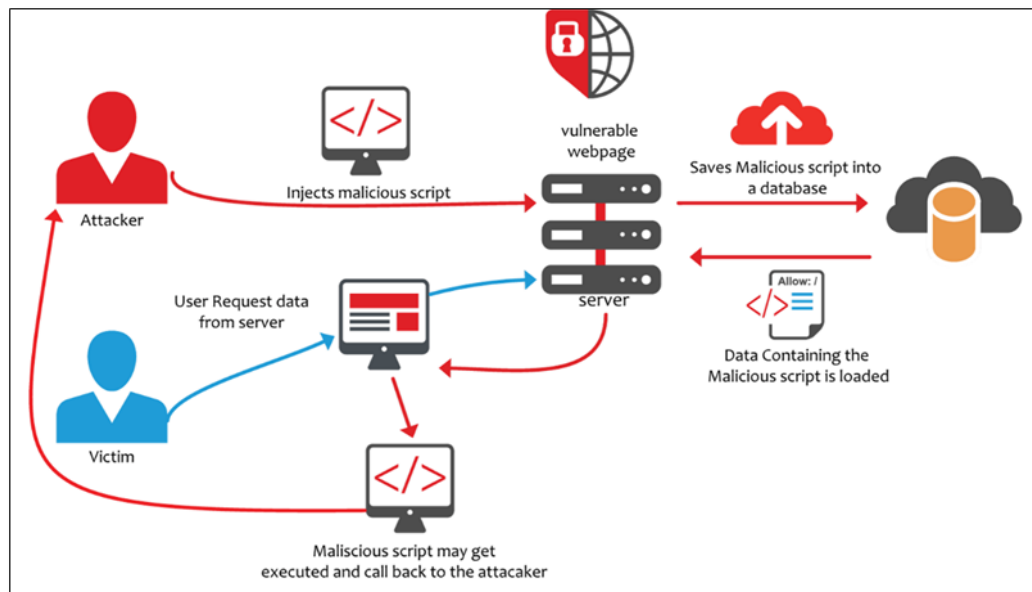 vulnerable
webpage
</>
Injects malicious script
Saves Malicious script into
a database
Attacker
server
Allow: /
</>
User Request data
from server
Data Containing the
Malicious script is loaded
Victim
</>
Maliscious script may get
executed and call back to the attacaker